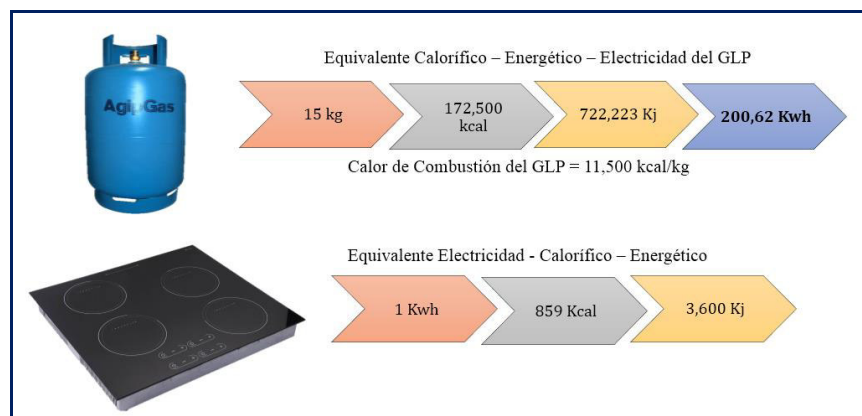 Equivalente Calorífico – Energético – Electricidad del GLP
AgipGas
15 kg
172,500
kcal
722,223 Kj
200,62 Kwh
Calor de Combustión del GLP = 11,500 kcal/kg
Equivalente Electricidad - Calorífico – Energético
1 Kwh
859 Kcal
3,600 Kj